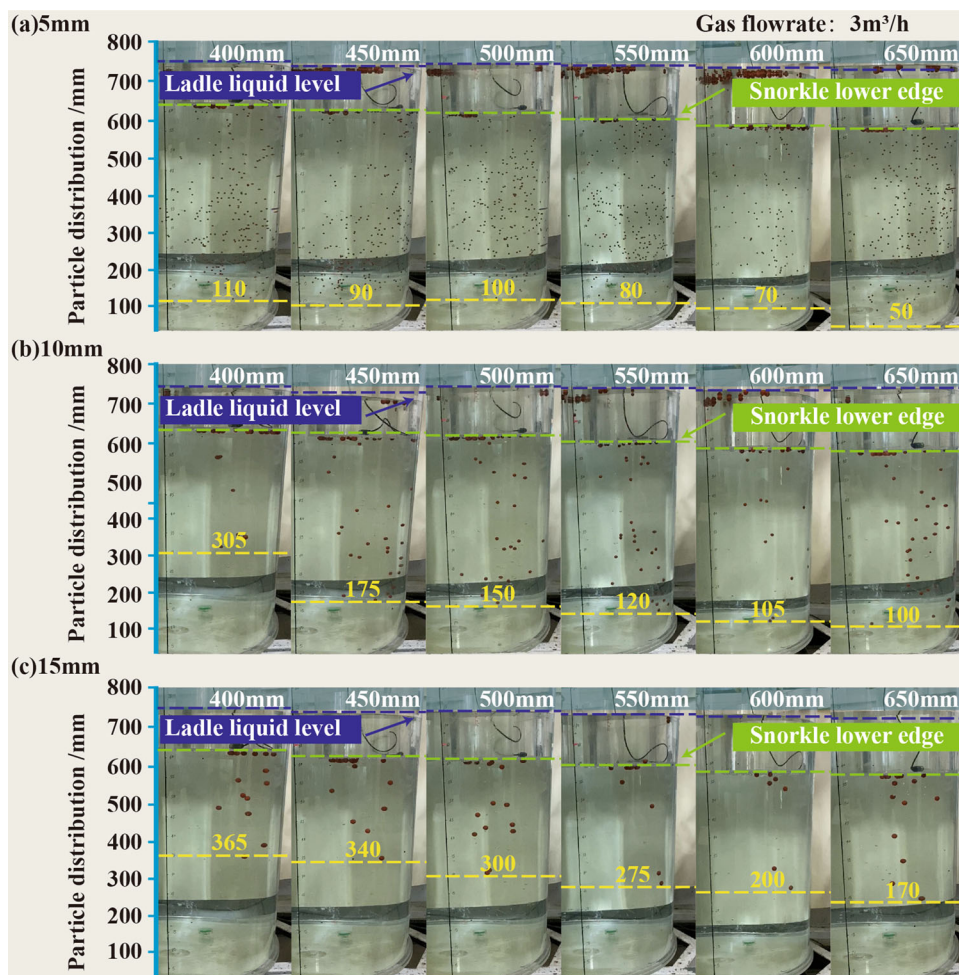 (a)5mm
Gas flowrate: 3m³/h
Particle distribution /mm
800
700
600
500
400
300
200
100
400mm
450mm
500mm
550mm
600mm
650mm
Ladle liquid level
Snorkle lower edge
110
90
100
80
70
50
(b)10mm
Particle distribution /mm
800
700
600
500
400
300
200
100
400mm
450mm
500mm
550mm
600mm
650mm
Ladle liquid level
Snorkle lower edge
305
175
150
120
105
100
(c)15mm
Particle distribution /mm
800
700
600
500
400
300
200
100
400mm
450mm
500mm
550mm
600mm
650mm
Ladle liquid level
Snorkle lower edge
365
340
300
275
200
170